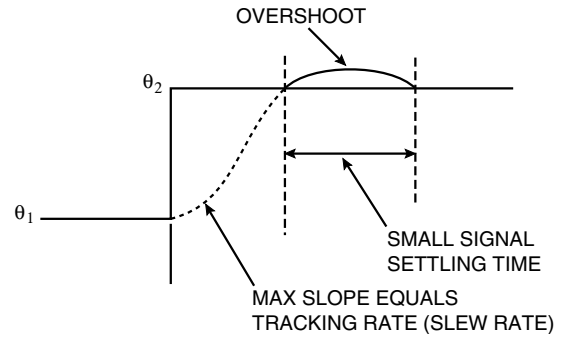 OVERSHOOT
θ2
θ1
SMALL SIGNAL
SETTLING TIME
MAX SLOPE EQUALS
TRACKING RATE (SLEW RATE)